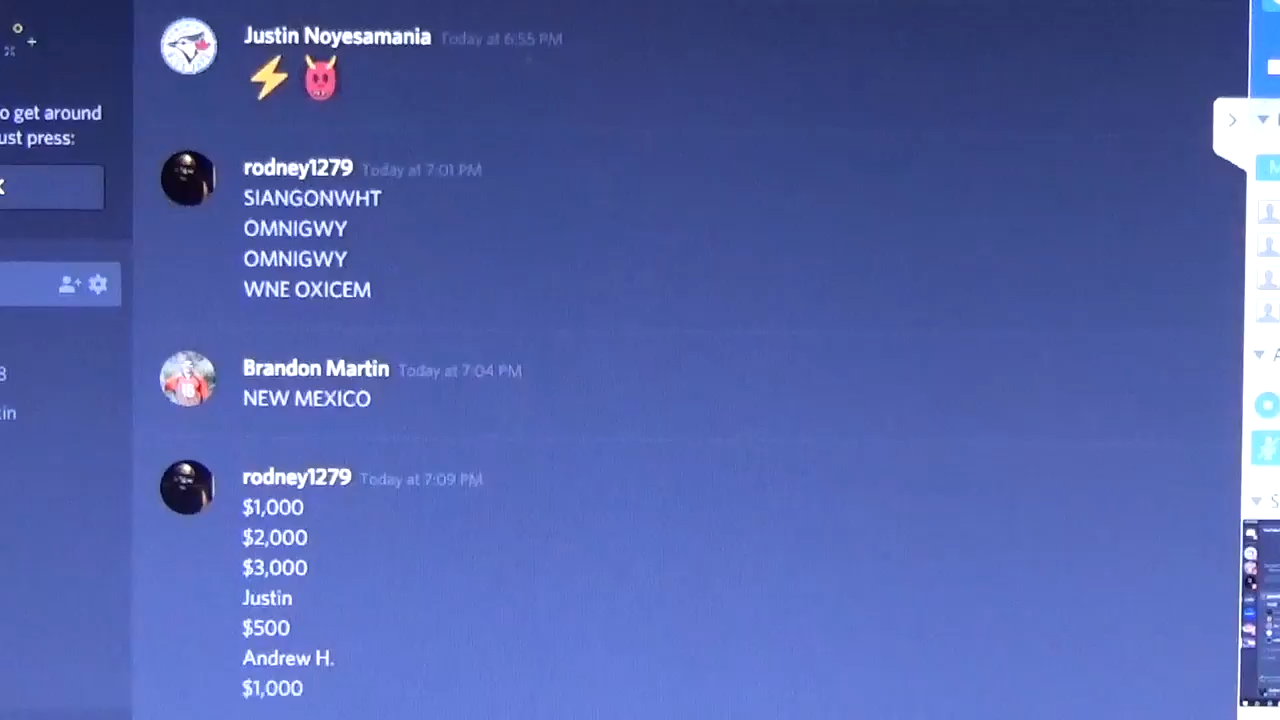 Justin Noyesamania Today at 6:55 PM
o get around
ust press:
rodney1279 Today at 7:01 PM
SIANGONWHT
OMNIGWY
OMNIGWY
WNE OXICEM
Brandon Martin Today at 7:04 PM
NEW MEXICO
in
rodney1279 Today at 7:09 PM
$1,000
$2,000
$3,000
Justin
$500
Andrew H.
$1,000